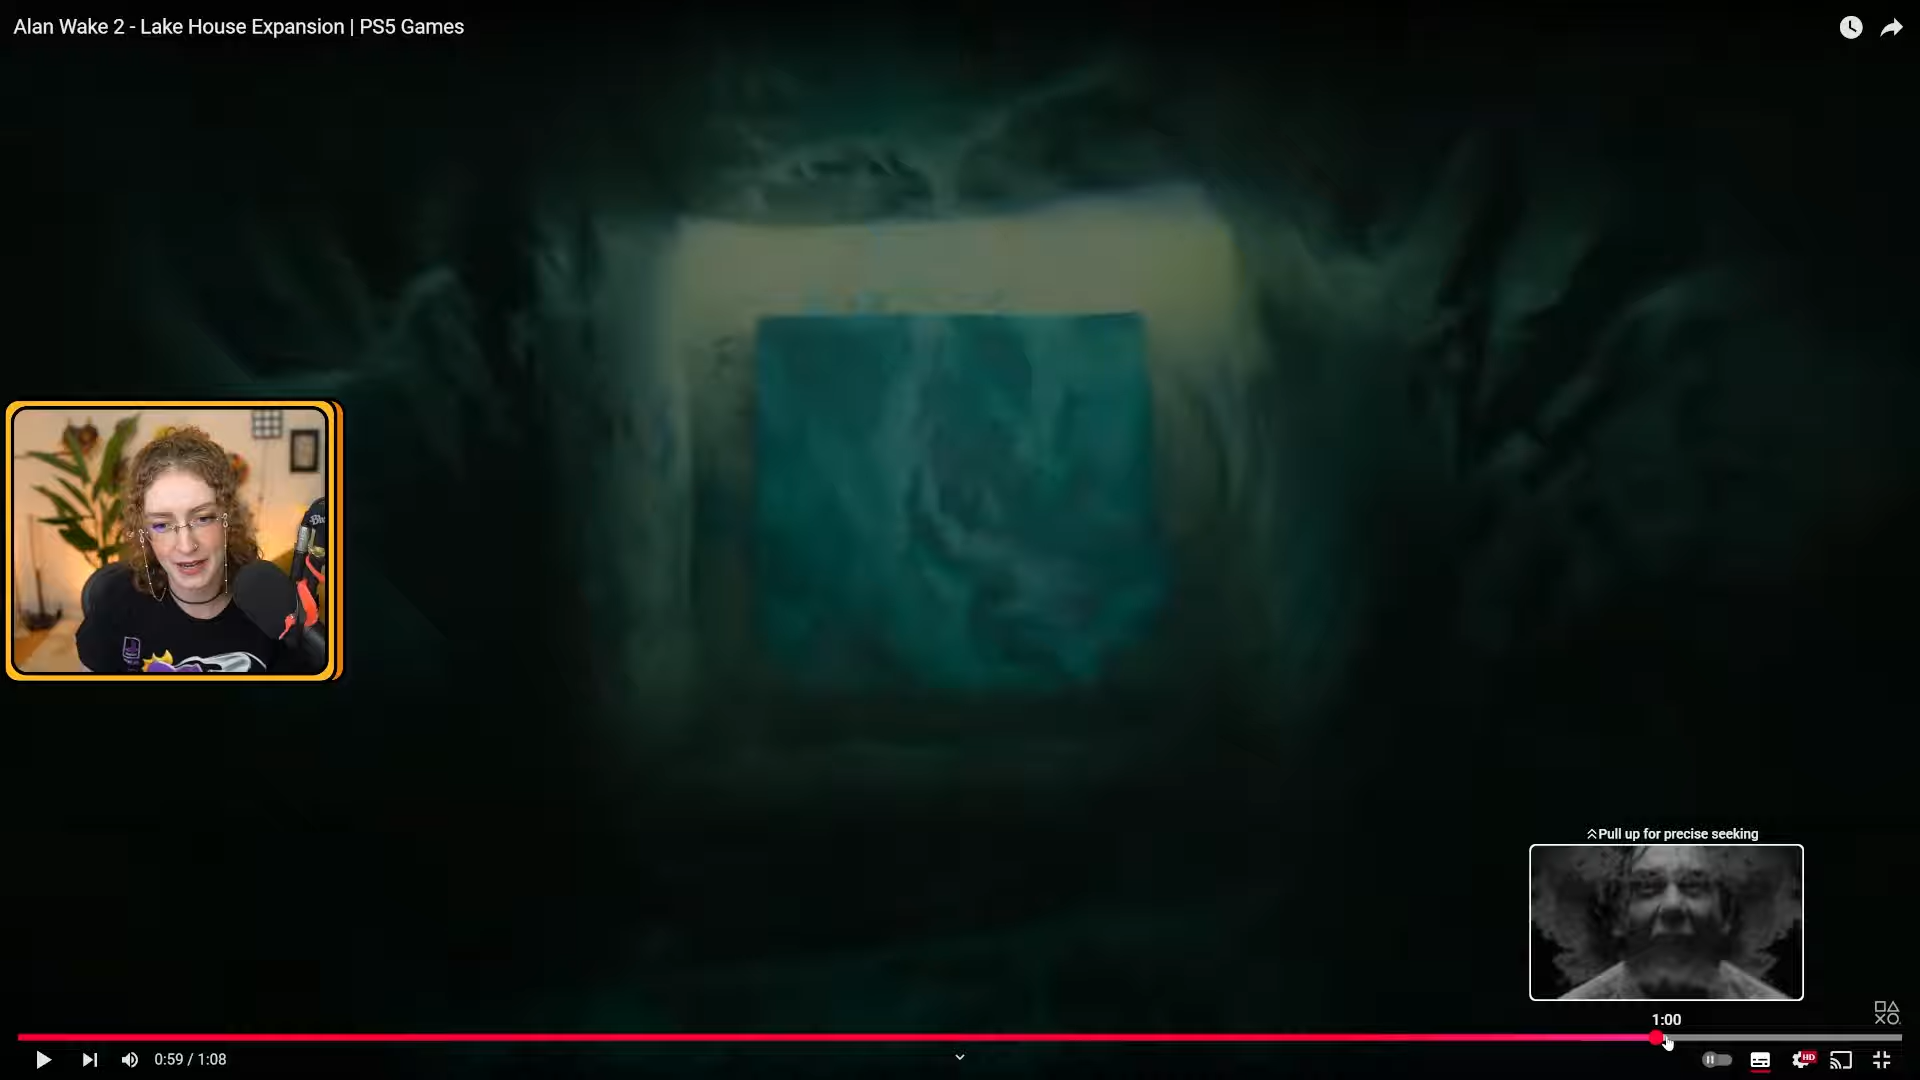 Alan Wake 2 - Lake House Expansion | PS5 Games
Pull up for precise seeking
1:00
0:59 / 1:08
HD